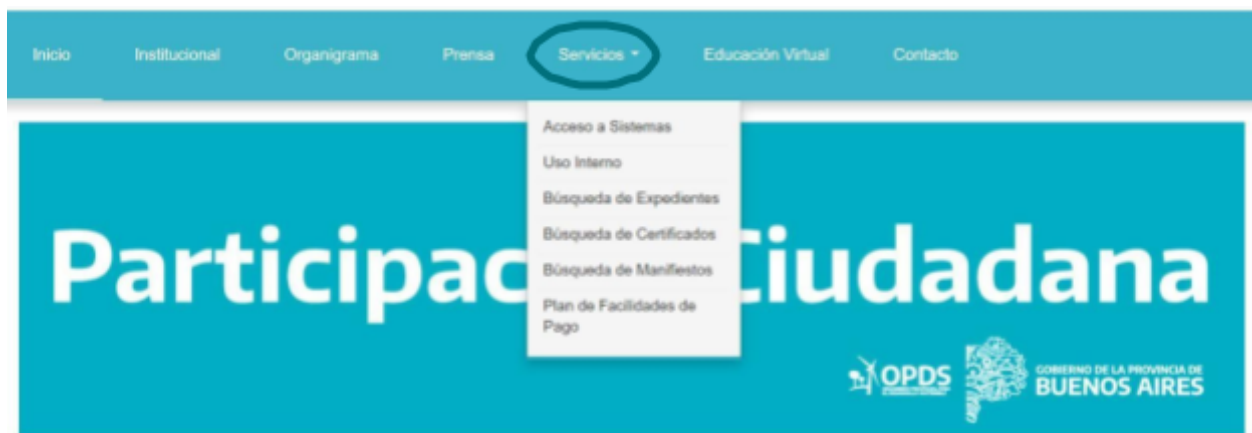 Inicio Institucional Organigrama Prensa Servicios Educación Virtual Contacto
Acceso a Sistemas
Uso Interno
Búsqueda de Expedientes
Búsqueda de Certificados
Búsqueda de Manifiestos
Plan de Facilidades de
Pago
Participac iudadana
OPDS
GOBIERNO DE LA PROVINCIA DE
BUENOS AIRES